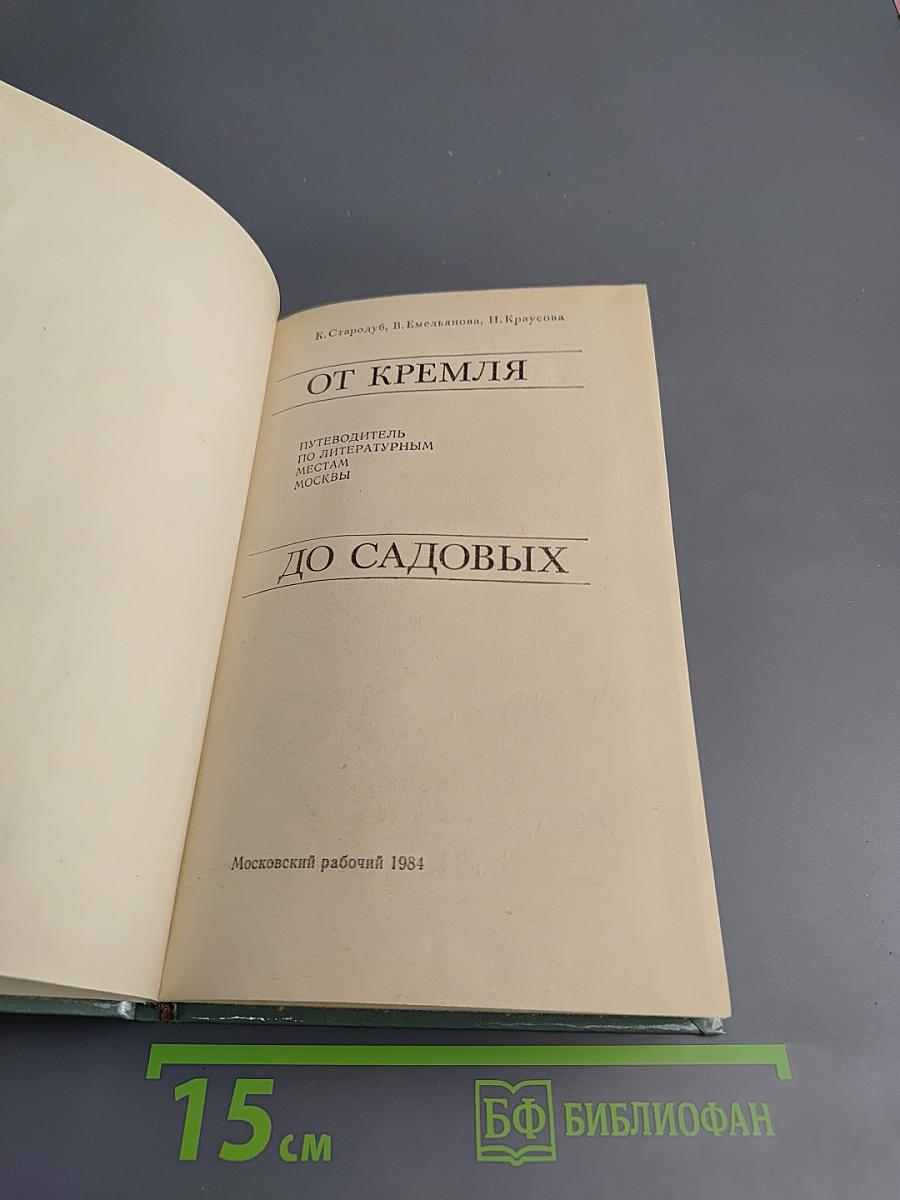 К. Стародуб, В. Емельянова, И. Краусова
ОТ КРЕМЛЯ
ПУТЕВОДИТЕЛЬ
ПО ЛИТЕРАТУРНЫМ
МЕСТАМ
МОСКВЫ
ДО САДОВЫХ
Московский рабочий 1984
15 см
БФ БИБЛИОФАН